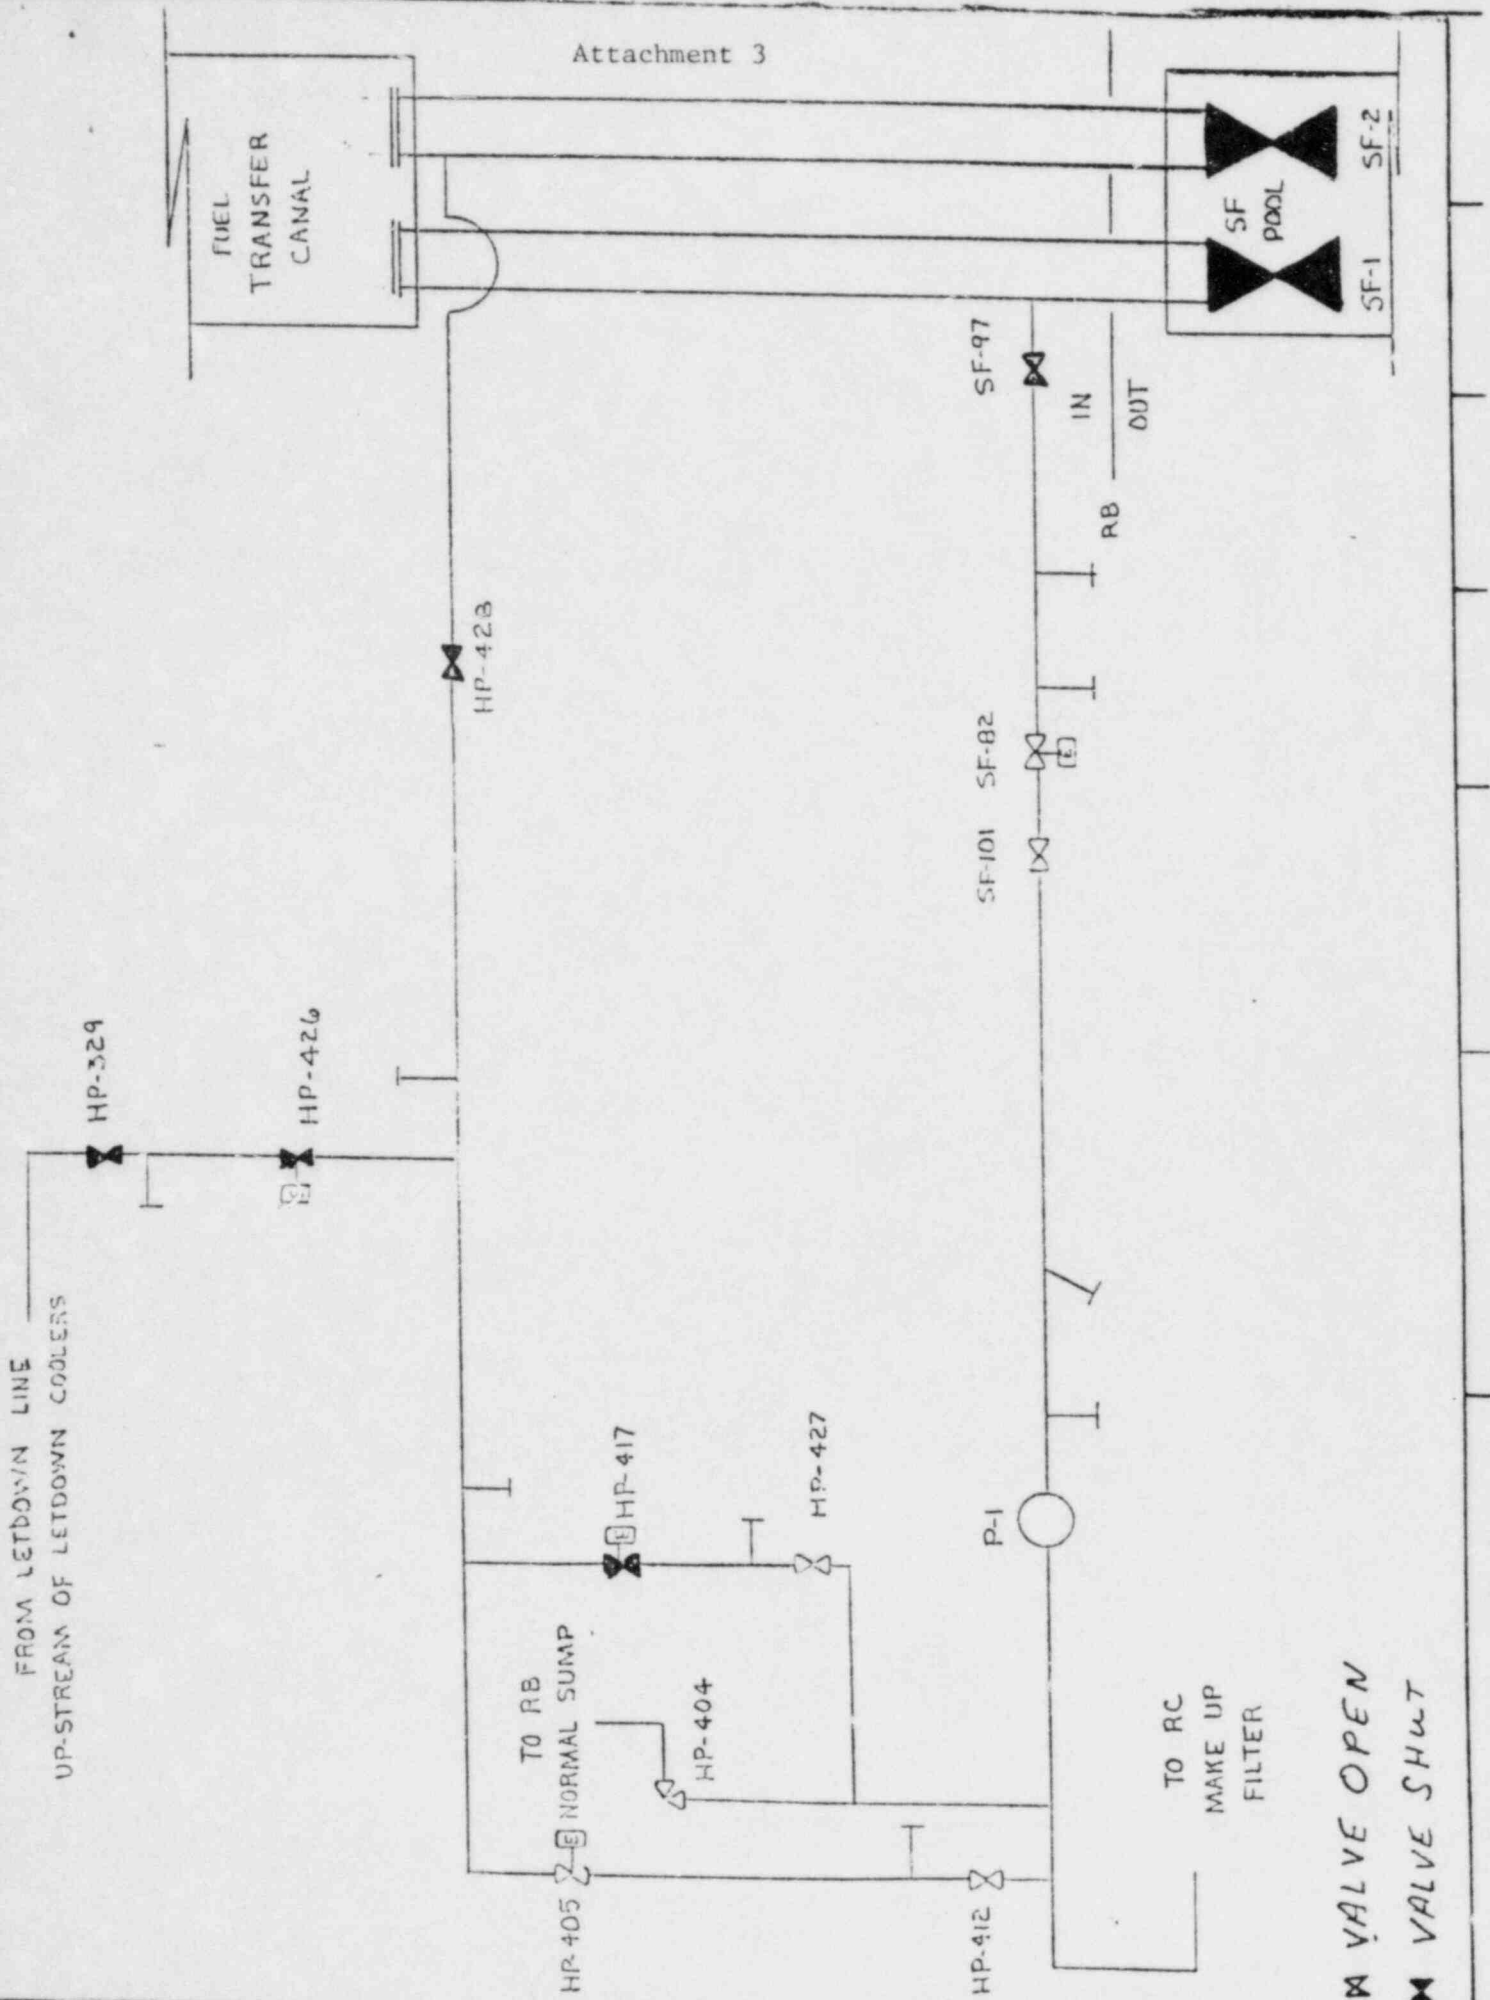 Attachment 3
FUEL
TRANSFER
CANAL
SF-2
SF
POOL
SF-1
SF-97
IN
OUT
RB
HP-428
SF-82
E
SF-101
HP-329
HP-426
E
FROM LETDOWN LINE
UP-STREAM OF LETDOWN COOLERS
HP-417
E
HP-427
P-1
TO RB
NORMAL SUMP
HP-404
E
HP-405
HP-412
TO RC
MAKE UP
FILTER
VALVE OPEN
VALVE SHUT